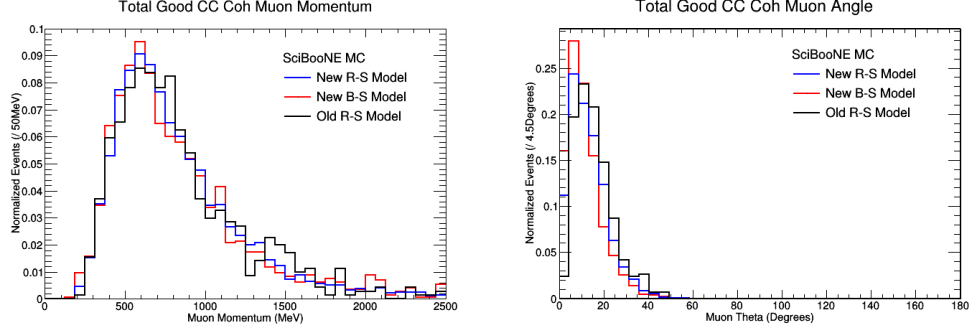 Total Good CC Coh Muon Momentum
Normalized Events (/ 50MeV)
0.1
0.09
0.08
0.07
0.06
0.05
0.04
0.03
0.02
0.01
0
SciBooNE MC
New R-S Model
New B-S Model
Old R-S Model
0 500 1000 1500 2000 2500
Muon Momentum (MeV)
Total Good CC Coh Muon Angle
Normalized Events (/ 4.5Degrees)
0.25
0.2
0.15
0.1
0.05
0
SciBooNE MC
New R-S Model
New B-S Model
Old R-S Model
0 20 40 60 80 100 120 140 160 180
Muon Theta (Degrees)